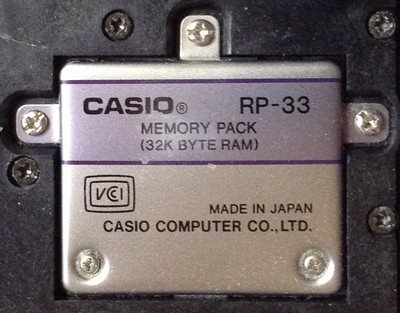 CASIO® RP-33
MEMORY PACK
(32K BYTE RAM)
VCI
MADE IN JAPAN
CASIO COMPUTER CO.,LTD.